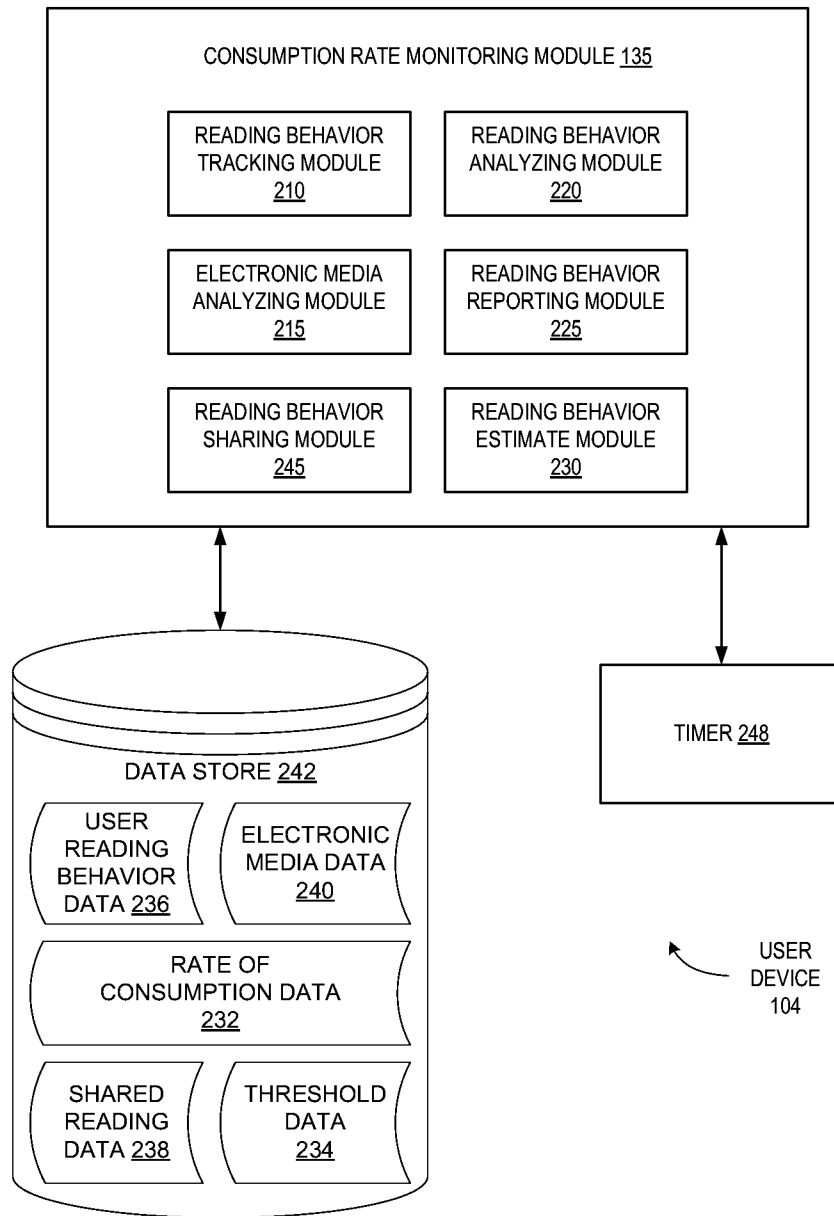 CONSUMPTION RATE MONITORING MODULE 135
READING BEHAVIOR
TRACKING MODULE
210
READING BEHAVIOR
ANALYZING MODULE
220
ELECTRONIC MEDIA
ANALYZING MODULE
215
READING BEHAVIOR
REPORTING MODULE
225
READING BEHAVIOR
SHARING MODULE
245
READING BEHAVIOR
ESTIMATE MODULE
230
TIMER 248
DATA STORE 242
USER
READING
BEHAVIOR
DATA 236
ELECTRONIC
MEDIA DATA
240
RATE OF
CONSUMPTION DATA
232
SHARED
READING
DATA 238
THRESHOLD
DATA
234
USER
DEVICE
104